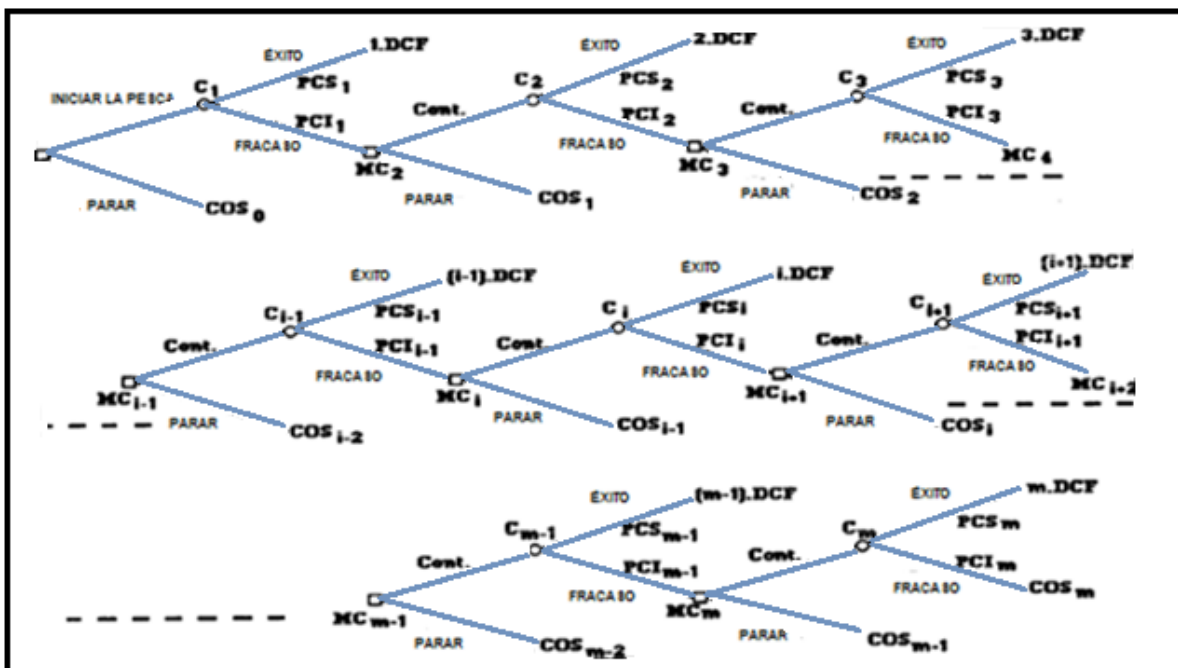 ÉXITO 1.DCF ÉXITO 2.DCF ÉXITO 3.DCF
INICIAR LA PESCA C1 PCS1 C2 PCS2 C3 PCS3
PCI1 Cont. PCI2 Cont. PCI3
FRACASO MC2 FRACASO MC3 FRACASO MC4
PARAR COS0 PARAR COS1 PARAR COS2
ÉXITO (i-1).DCF ÉXITO i.DCF ÉXITO (i+1).DCF
Ci-1 PCSi-1 Ci PCSi Ci+1 PCSi+1
Cont. PCIi-1 Cont. PCIi Cont. PCIi+1
MCi-1 FRACASO MCi FRACASO MCi+1 FRACASO MCi+2
PARAR COSi-2 PARAR COSi-1 PARAR COSi
ÉXITO (m-1).DCF ÉXITO m.DCF
Cm-1 PCSm-1 Cm PCSm
Cont. PCIm-1 Cont. PCIm
MCm-1 FRACASO MCm FRACASO COSm
PARAR COSm-2 PARAR COSm-1